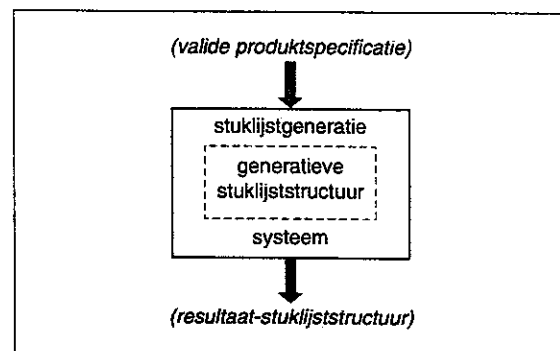 (valide produktspecificatie)
stuklijstgeneratie
generatieve
stuklijststructuur
systeem
(resultaat-stuklijststructuur)